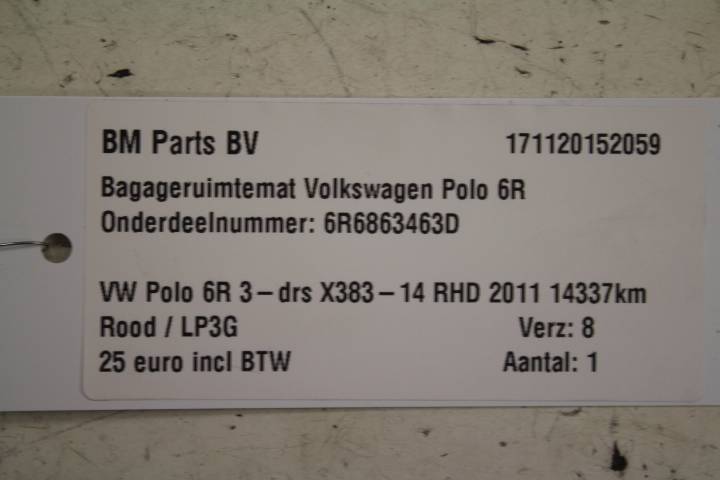 BM Parts BV 171120152059
Bagageruimtemat Volkswagen Polo 6R
Onderdeelnummer: 6R6863463D
VW Polo 6R 3-drs X383-14 RHD 2011 14337km
Rood / LP3G Verz: 8
25 euro incl BTW Aantal: 1